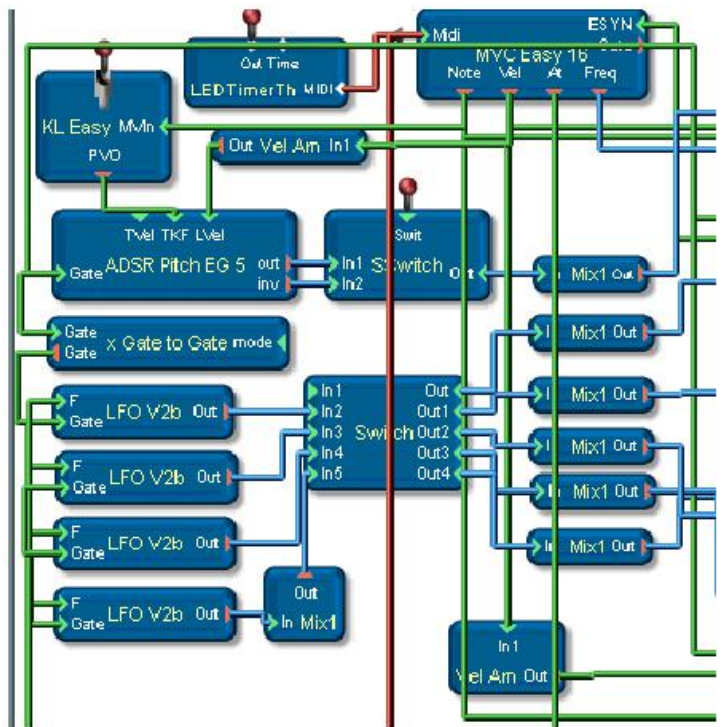 Midi ESYN
MVC Easy 16
Note Vel At Freq
Out Time
LEDTimerTh MIDI
KL Easy MVIn
PVO
Out Vel Am In1
TVel TKF LVel
Gate ADSR Pitch EG 5 out
inv
Swit
In1 SSwitch Out
In2
Mix1 Out
Gate
Gate x Gate to Gate mode
I Mix1 Out
F
Gate LFO V2b Out
In1 Out
In2 Out1
In3 Switch Out2
In4 Out3
In5 Out4
I Mix1 Out
F
Gate LFO V2b Out
I Mix1 Out
In Mix1 Out
F
Gate LFO V2b Out
In Mix1 Out
F
Gate LFO V2b Out
Out
In Mix1
In1
Vel Am Out